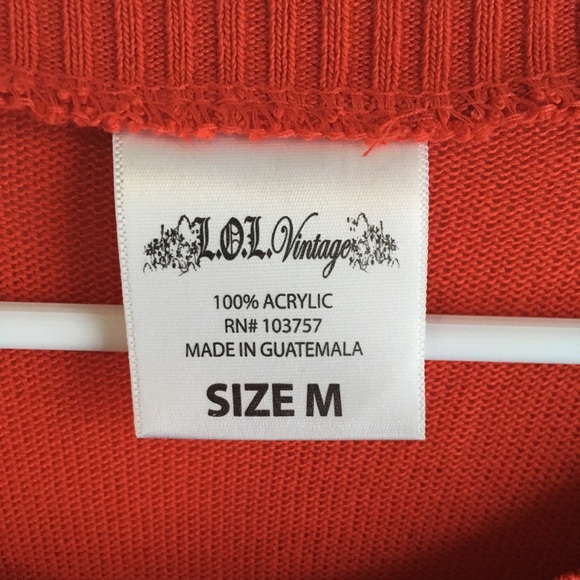 L.O.L. Vintage
100% ACRYLIC
RN# 103757
MADE IN GUATEMALA
SIZE M